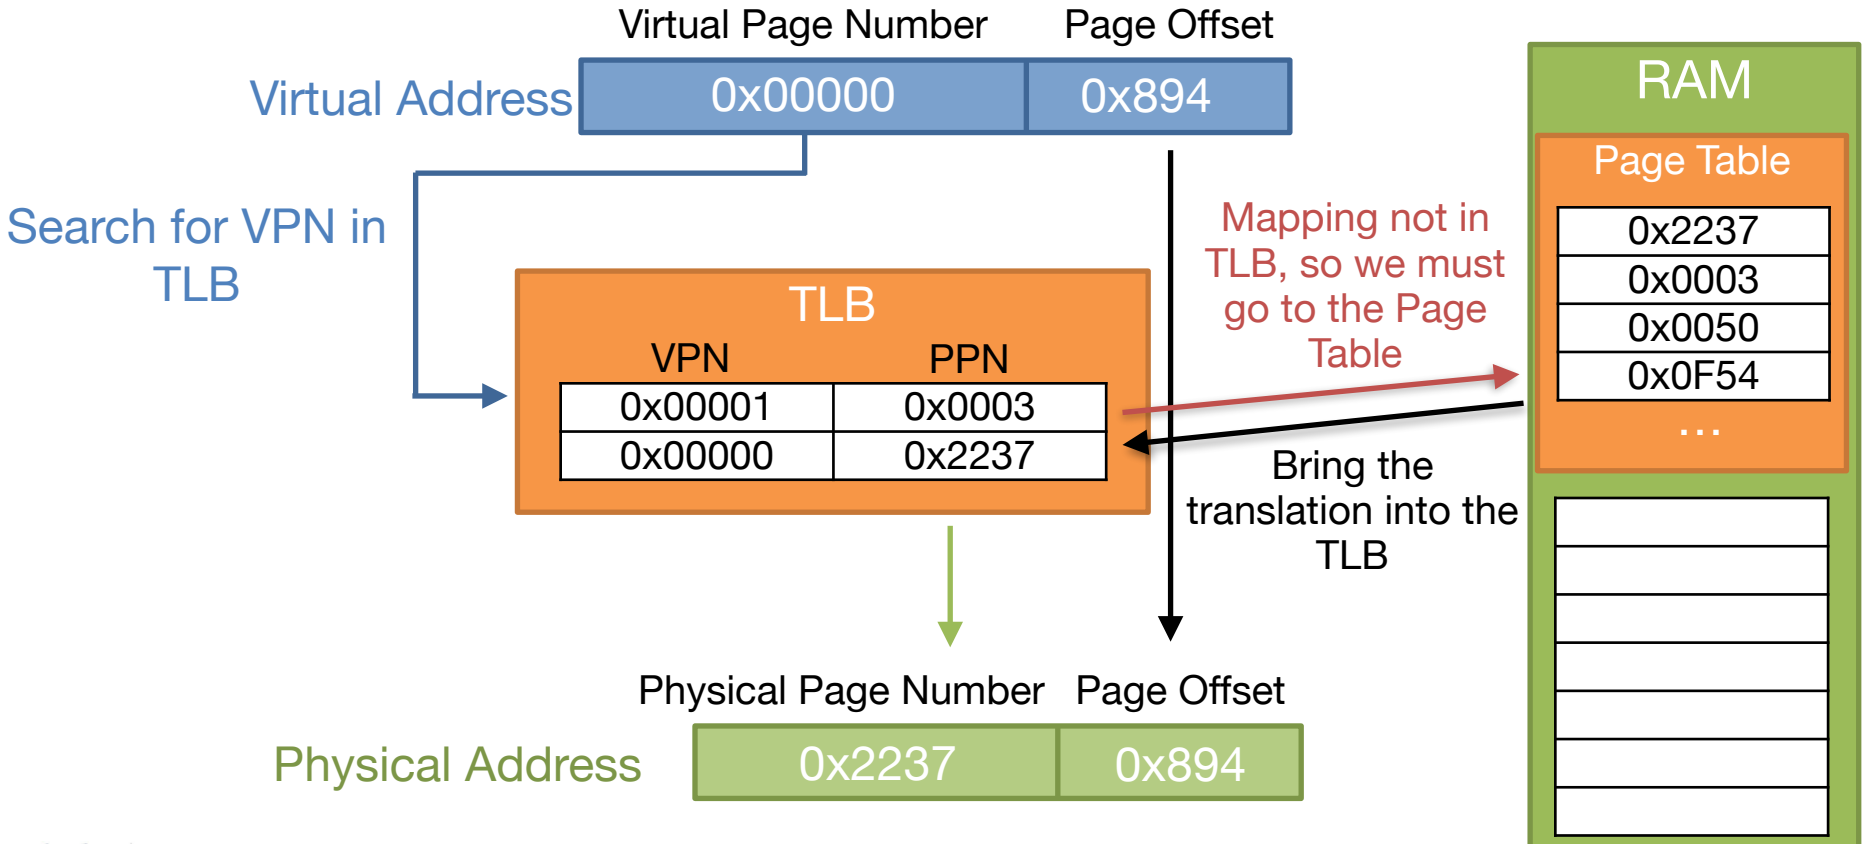 Virtual Page Number Page Offset
Virtual Address 0x00000 0x894
Search for VPN in
TLB
TLB
VPN PPN
0x00001 0x0003
0x00000 0x2237
Mapping not in
TLB, so we must
go to the Page
Table
Bring the
translation into the
TLB
RAM
Page Table
0x2237
0x0003
0x0050
0x0F54
...
Physical Page Number Page Offset
Physical Address 0x2237 0x894